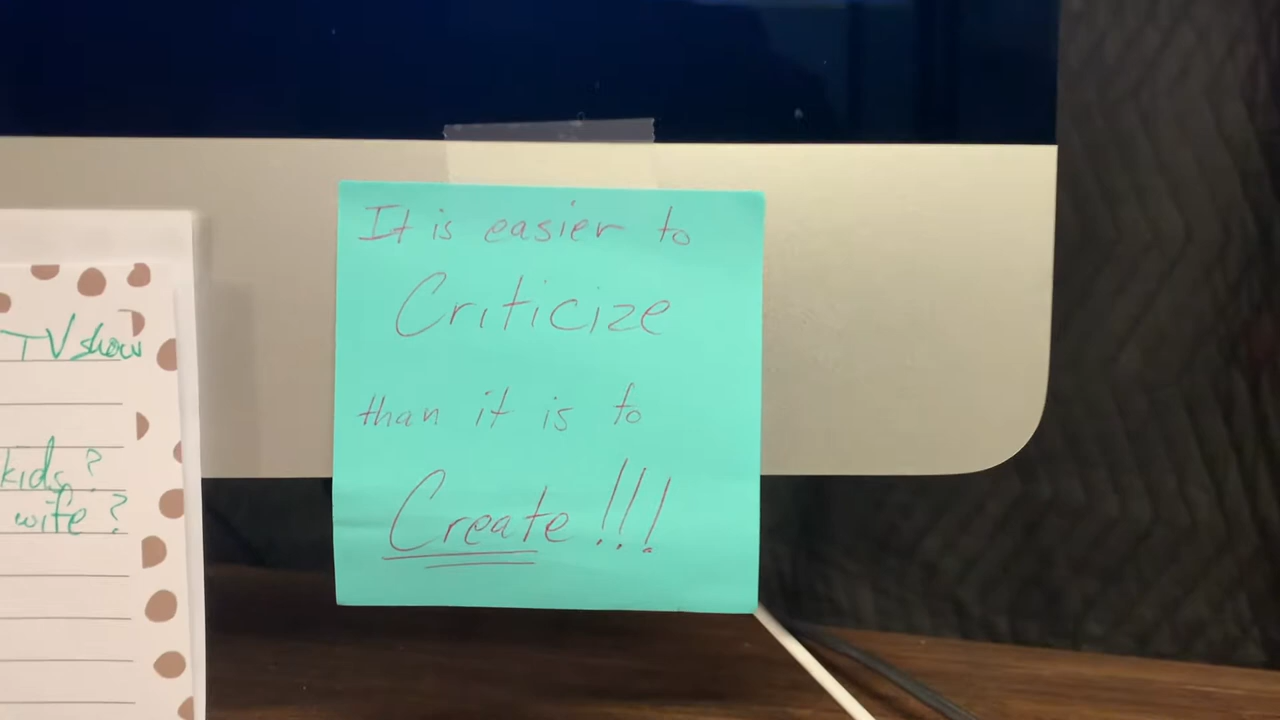 TV show
kids?
wife?
It is easier to
Criticize
than it is to
Create!!!